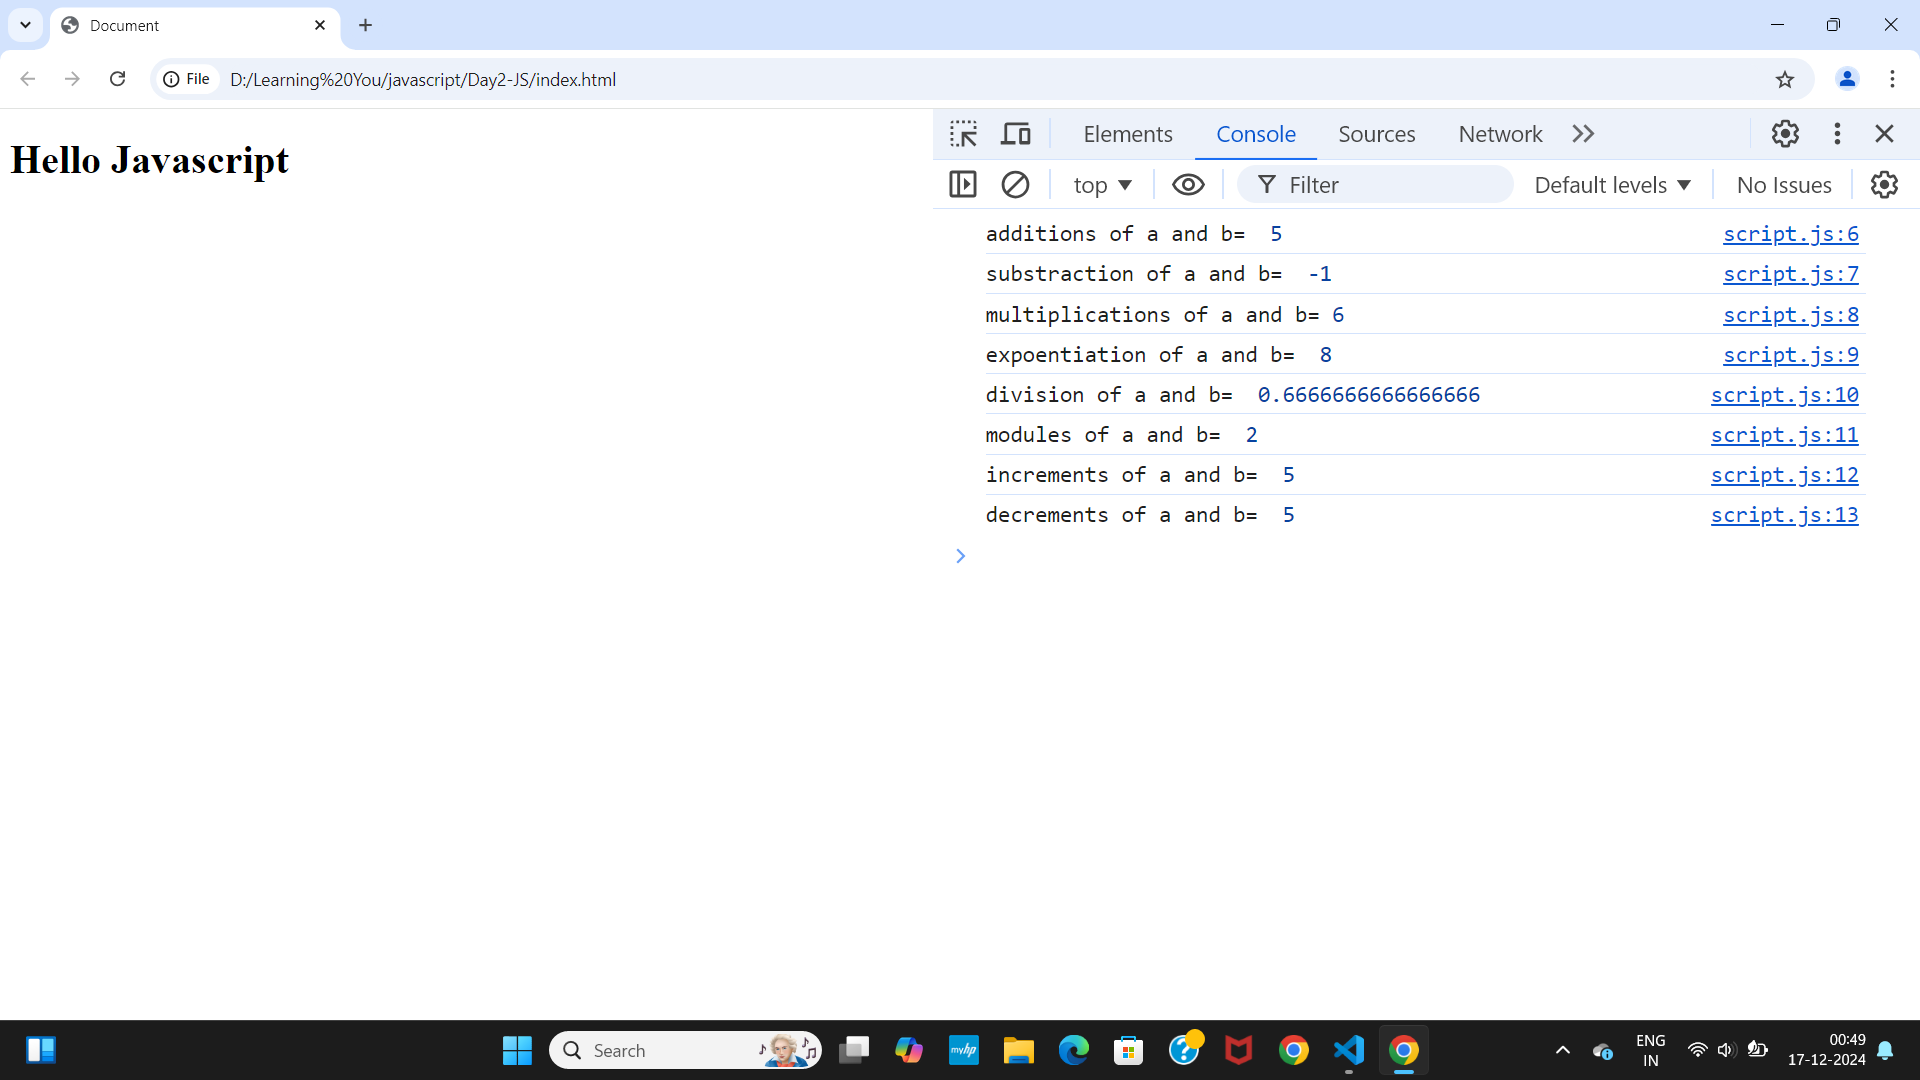 Document
File
D:/Learning%20You/javascript/Day2-JS/index.html
Hello Javascript
Elements Console Sources Network
top Filter Default levels No Issues
additions of a and b=  5 script.js:6
substraction of a and b=  -1 script.js:7
multiplications of a and b= 6 script.js:8
expoentiation of a and b=  8 script.js:9
division of a and b=  0.6666666666666666 script.js:10
modules of a and b=  2 script.js:11
increments of a and b=  5 script.js:12
decrements of a and b=  5 script.js:13
Search
myhp
ENG
IN
00:49
17-12-2024